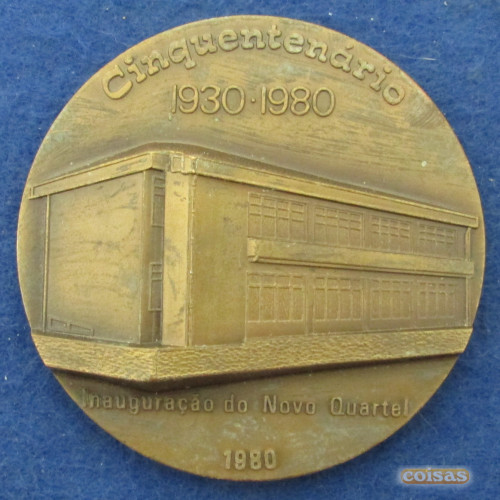 Cinquentenário
1930·1980
Inauguração do Novo Quartel
1980
coisas